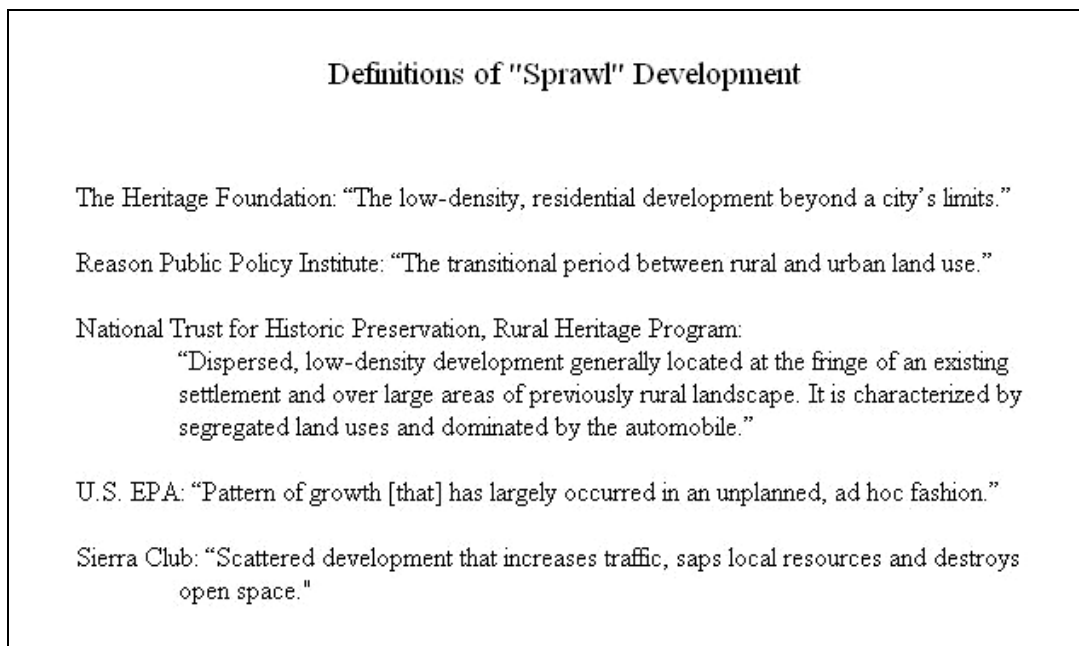 Definitions of "Sprawl" Development
The Heritage Foundation: “The low-density, residential development beyond a city’s limits.”
Reason Public Policy Institute: “The transitional period between rural and urban land use.”
National Trust for Historic Preservation, Rural Heritage Program:
“Dispersed, low-density development generally located at the fringe of an existing
settlement and over large areas of previously rural landscape. It is characterized by
segregated land uses and dominated by the automobile.”
U.S. EPA: “Pattern of growth [that] has largely occurred in an unplanned, ad hoc fashion.”
Sierra Club: “Scattered development that increases traffic, saps local resources and destroys
open space."